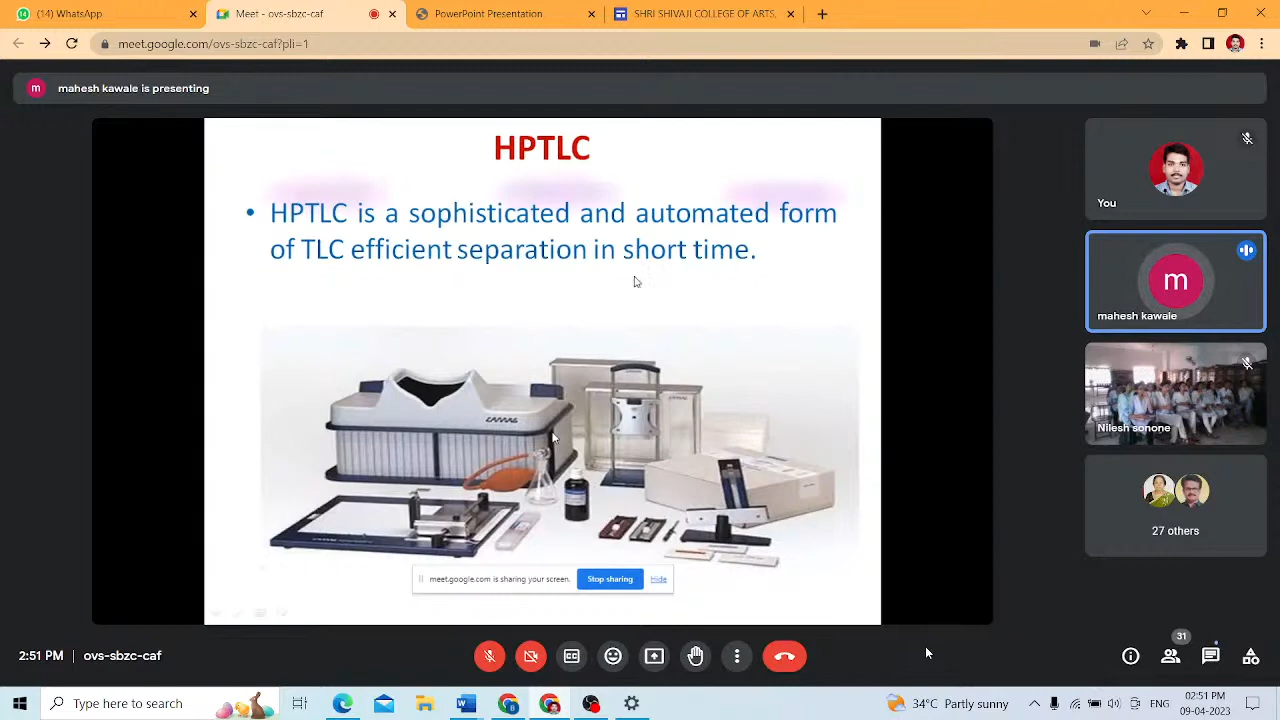 (14) WhatsApp
Meet - ovs-sbzc-caf
PowerPoint Presentation
SHRI SHIVAJI COLLEGE OF ARTS,
meet.google.com/ovs-sbzc-caf?pli=1
m
mahesh kawale is presenting
HPTLC
• HPTLC is a sophisticated and automated form
of TLC efficient separation in short time.
CAMAG
meet.google.com is sharing your screen.
Stop sharing
Hide
You
m
mahesh kawale
Nilesh sonone
27 others
2:51 PM | ovs-sbzc-caf
31
Type here to search
34°C Partly sunny
02:51 PM
09-04-2023